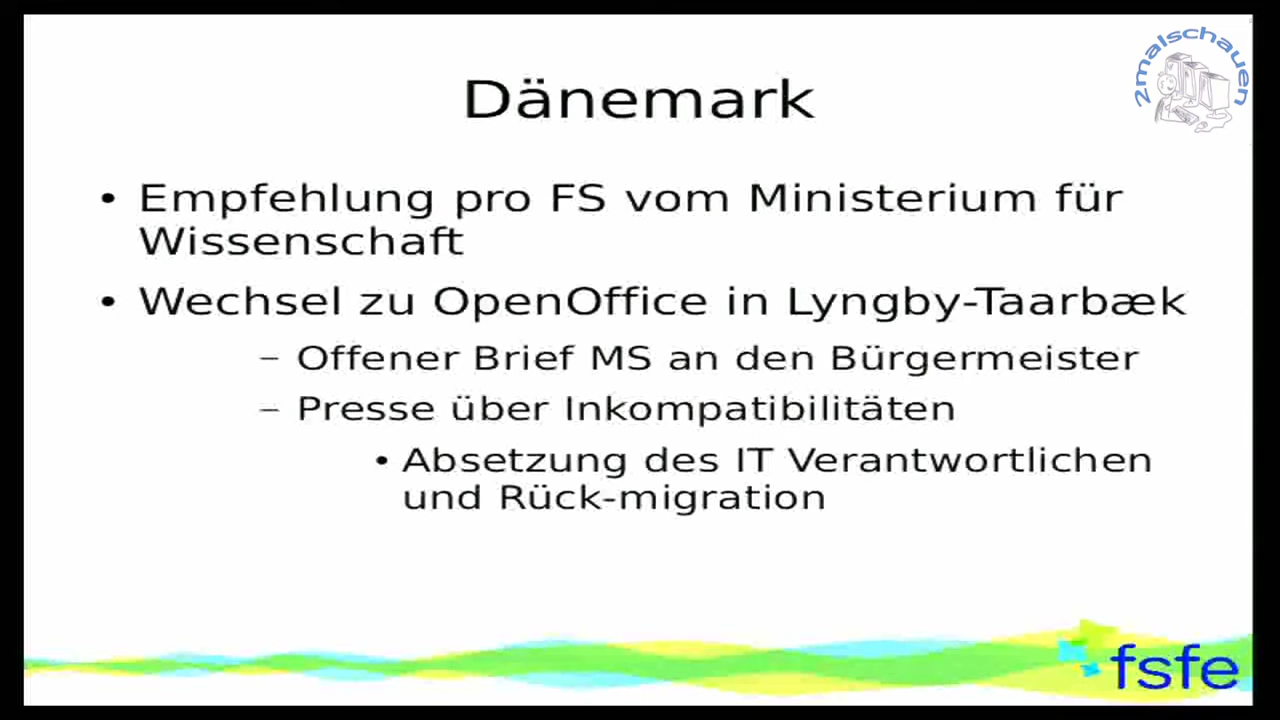 2malschauen
Dänemark
• Empfehlung pro FS vom Ministerium für
Wissenschaft
• Wechsel zu OpenOffice in Lyngby-Taarbæk
– Offener Brief MS an den Bürgermeister
– Presse über Inkompatibilitäten
• Absetzung des IT Verantwortlichen
und Rück-migration
fsfe